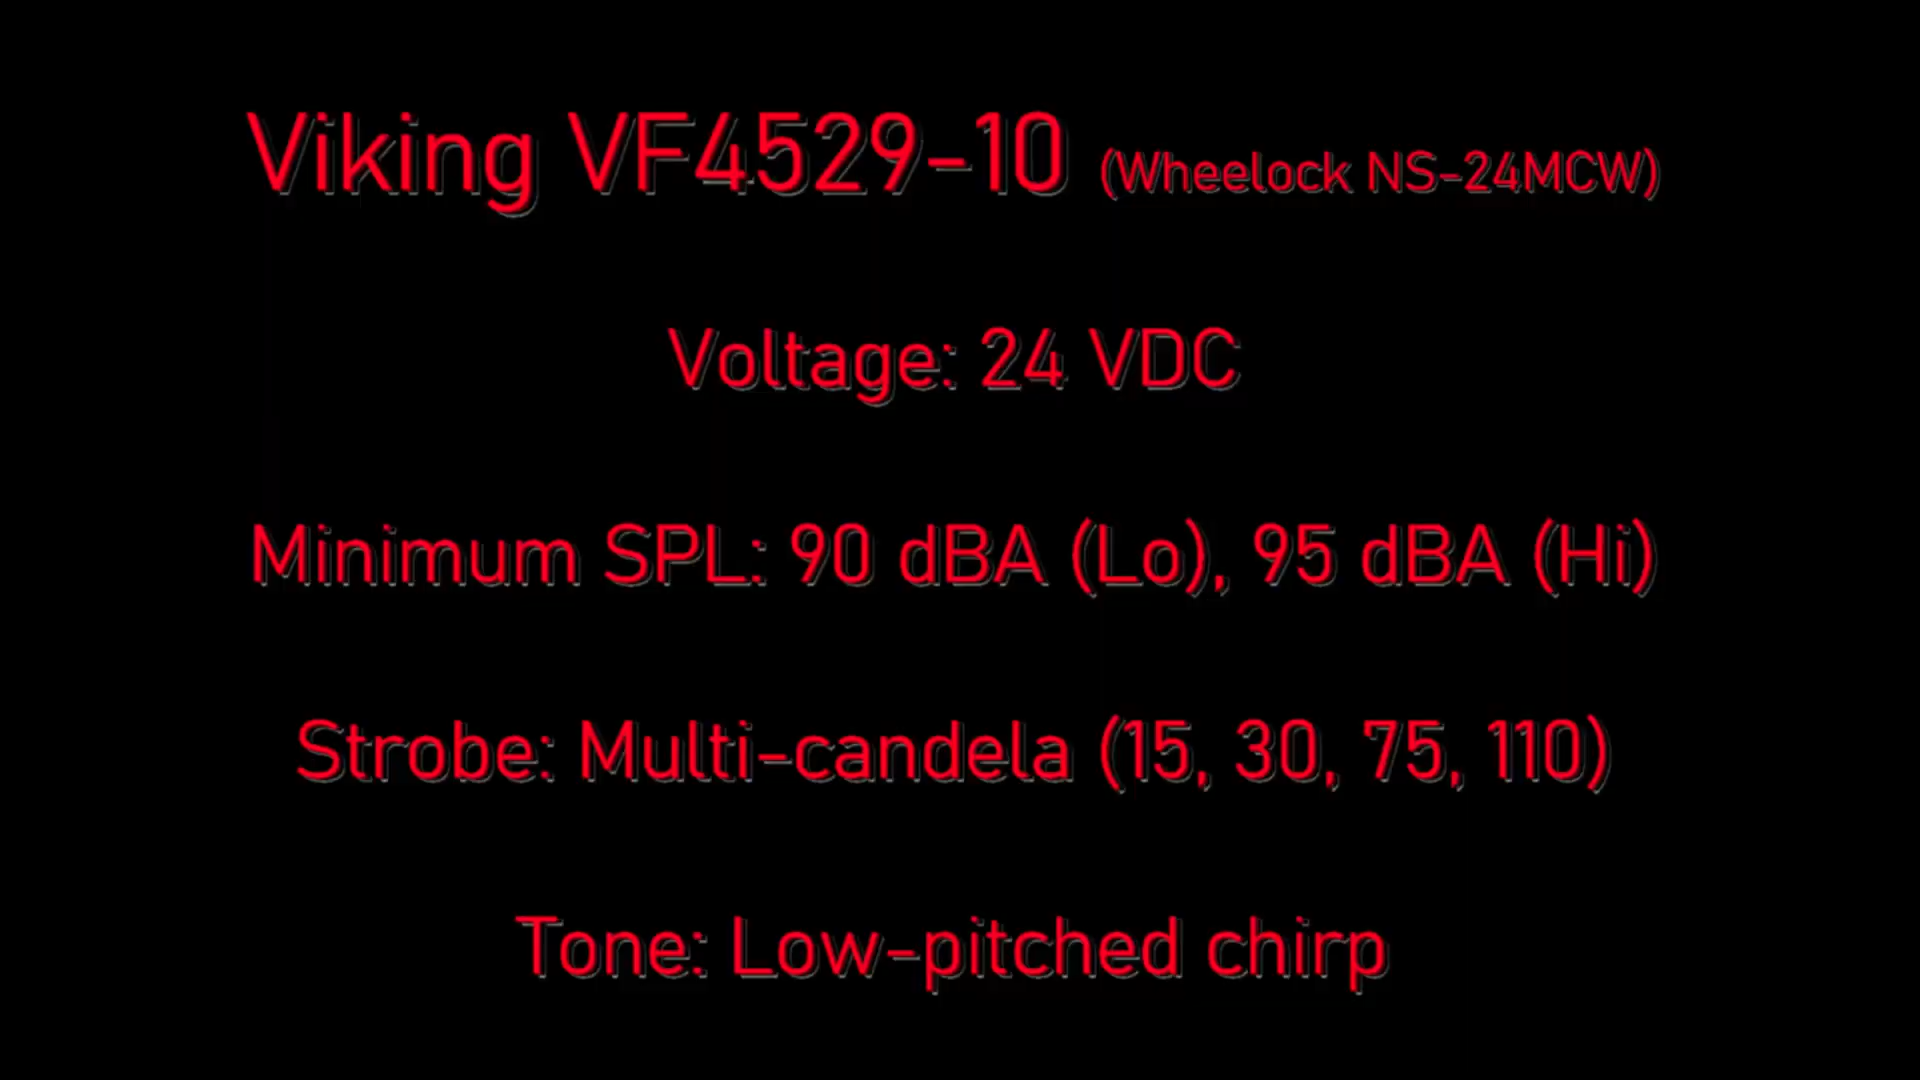 Viking VF4529-10 (Wheelock NS-24MCW)
Voltage: 24 VDC
Minimum SPL: 90 dBA (Lo), 95 dBA (Hi)
Strobe: Multi-candela (15, 30, 75, 110)
Tone: Low-pitched chirp